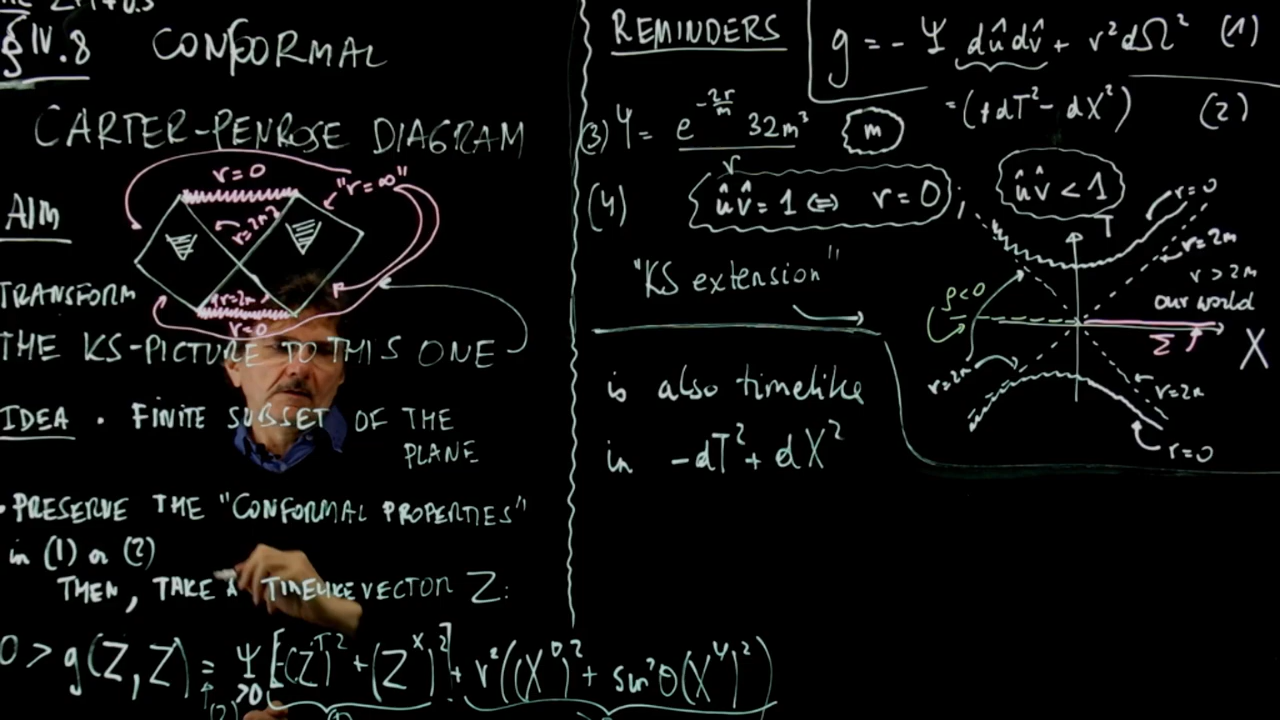 §IV.8 CONFORMAL
CARTER-PENROSE DIAGRAM
r=0
"r=∞"
r=2m
r=2m
r=0
AIM
TRANSFORM
THE KS-PICTURE TO THIS ONE
IDEA . FINITE SUBSET OF THE
PLANE
. PRESERVE THE "CONFORMAL PROPERTIES"
in (1) or (2)
THEN, TAKE A TIMELIKE VECTOR Z:
0 > g(Z,Z) = Ψ [-(Z^T)² + (Z^X)²] + r²((X^θ)² + sin²θ(X^φ)²)
>0
(2)
REMINDERS
g = - Ψ dûdv̂ + r²dΩ² (1)
=(+dT² - dX²) (2)
(3) Ψ = e^{-2r/m} 32m³ / r
m
(4) ûv̂=1 ⇔ r=0 ; ûv̂<1
"KS extension"
is also timelike
in -dT² + dX²
T
r=0
r=2m
r>2m
our world
Σ
X
ρ<0
r=2m
r=2m
r=0